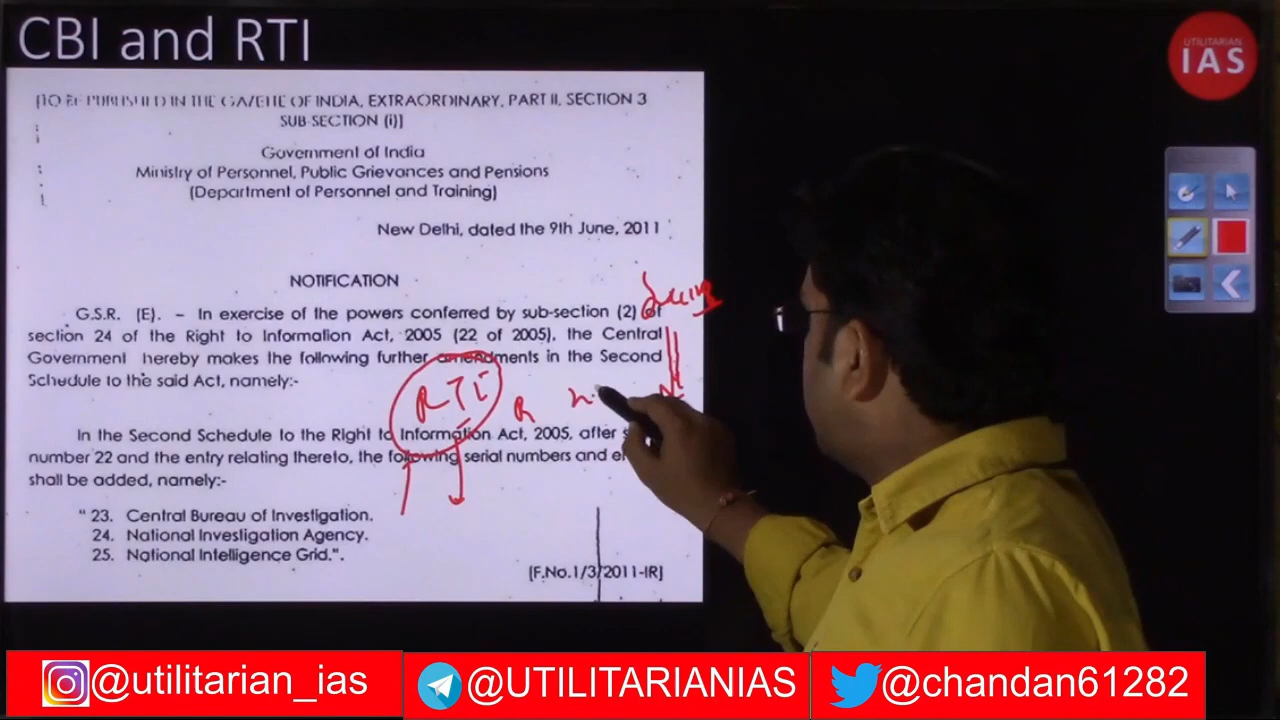 CBI and RTI
UTILITARIAN
IAS
[TO BE PUBLISHED IN THE GAZETTE OF INDIA, EXTRAORDINARY, PART II, SECTION 3
SUB-SECTION (i)]
Government of India
Ministry of Personnel, Public Grievances and Pensions
(Department of Personnel and Training)
New Delhi, dated the 9th June, 2011
NOTIFICATION
G.S.R. (E). – In exercise of the powers conferred by sub-section (2) of
section 24 of the Right to Information Act, 2005 (22 of 2005), the Central
Government hereby makes the following further amendments in the Second
Schedule to the said Act, namely:-
RTI
In the Second Schedule to the Right to Information Act, 2005, after
number 22 and the entry relating thereto, the following serial numbers and
shall be added, namely:-
" 23. Central Bureau of Investigation.
24. National Investigation Agency.
25. National Intelligence Grid.".
[F.No.1/3/2011-IR]
@utilitarian_ias
@UTILITARIANIAS
@chandan61282